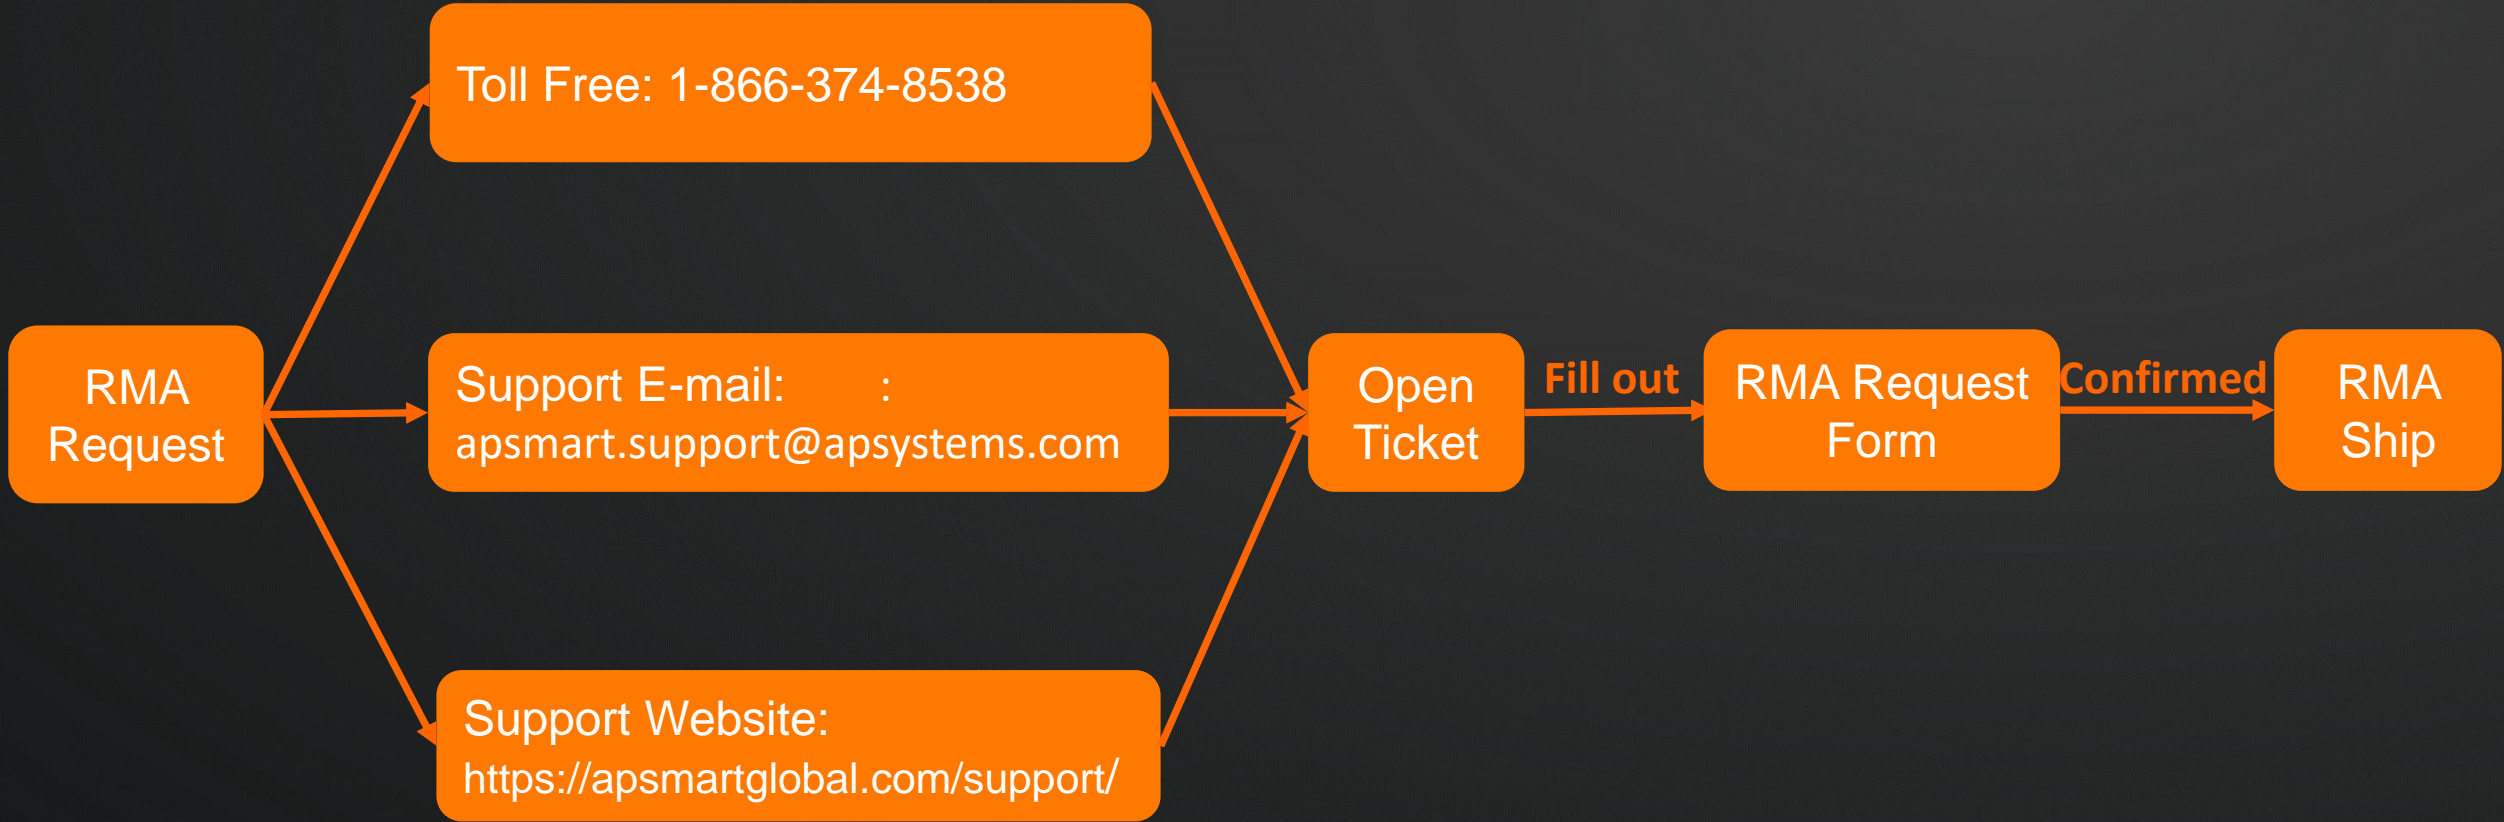 RMA
Request
Toll Free: 1-866-374-8538
Support E-mail: :
apsmart.support@apsystems.com
Support Website:
https://apsmartglobal.com/support/
Open
Ticket
Fill out
RMA Request
Form
Confirmed
RMA
Ship